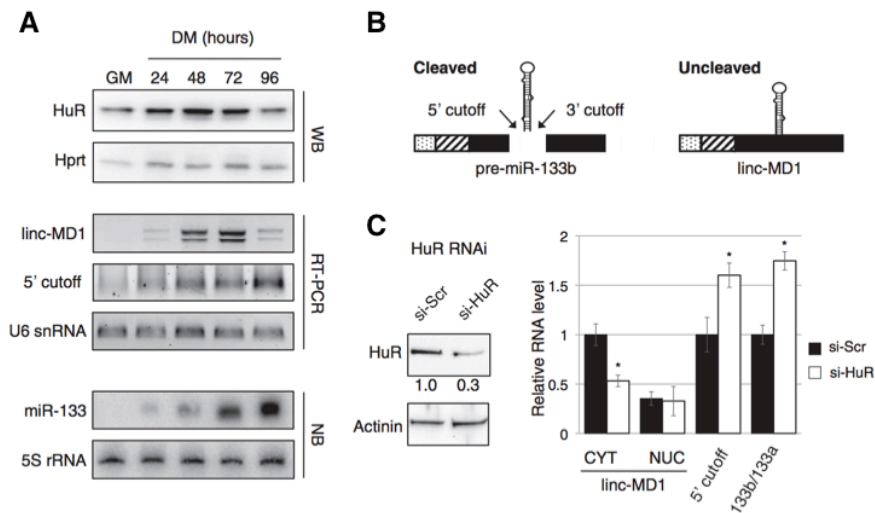 A
DM (hours)
GM 24 48 72 96
HuR
Hprt
WB
linc-MD1
5’ cutoff
U6 snRNA
RT-PCR
miR-133
5S rRNA
NB
B
Cleaved
Uncleaved
5’ cutoff
3’ cutoff
pre-miR-133b
linc-MD1
C
HuR RNAi
si-Scr
si-HuR
HuR
1.0 0.3
Actinin
Relative RNA level
2
1.5
1
0.5
0
*
*
*
si-Scr
si-HuR
CYT
NUC
linc-MD1
5’ cutoff
133b/133a